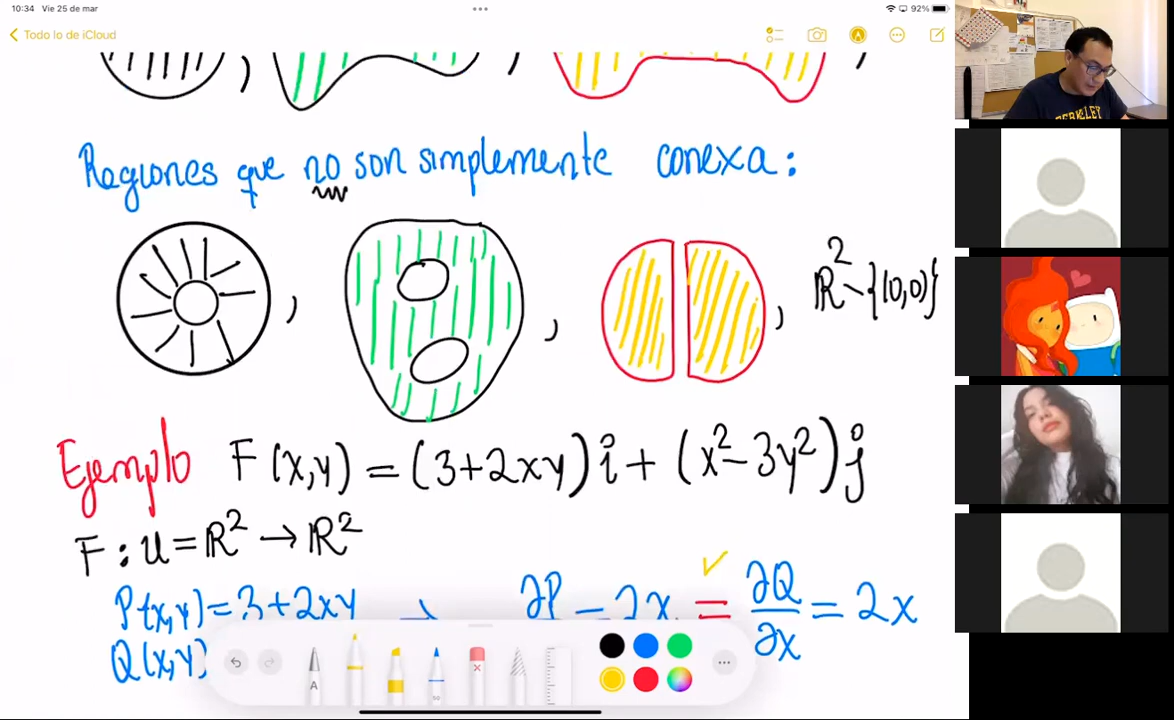 10:34 Vie 25 de mar
92%
Todo lo de iCloud
, , ,
Regiones que no son simplemente conexa:
, , , R² - {(0,0)}
Ejemplo F(x,y) = (3+2xy)i + (x²-3y²)j
F: U = R² → R²
P(x,y) = 3+2xy → ∂P = 2x = ∂Q/∂x = 2x
Q(x,y)
A
BERKELEY